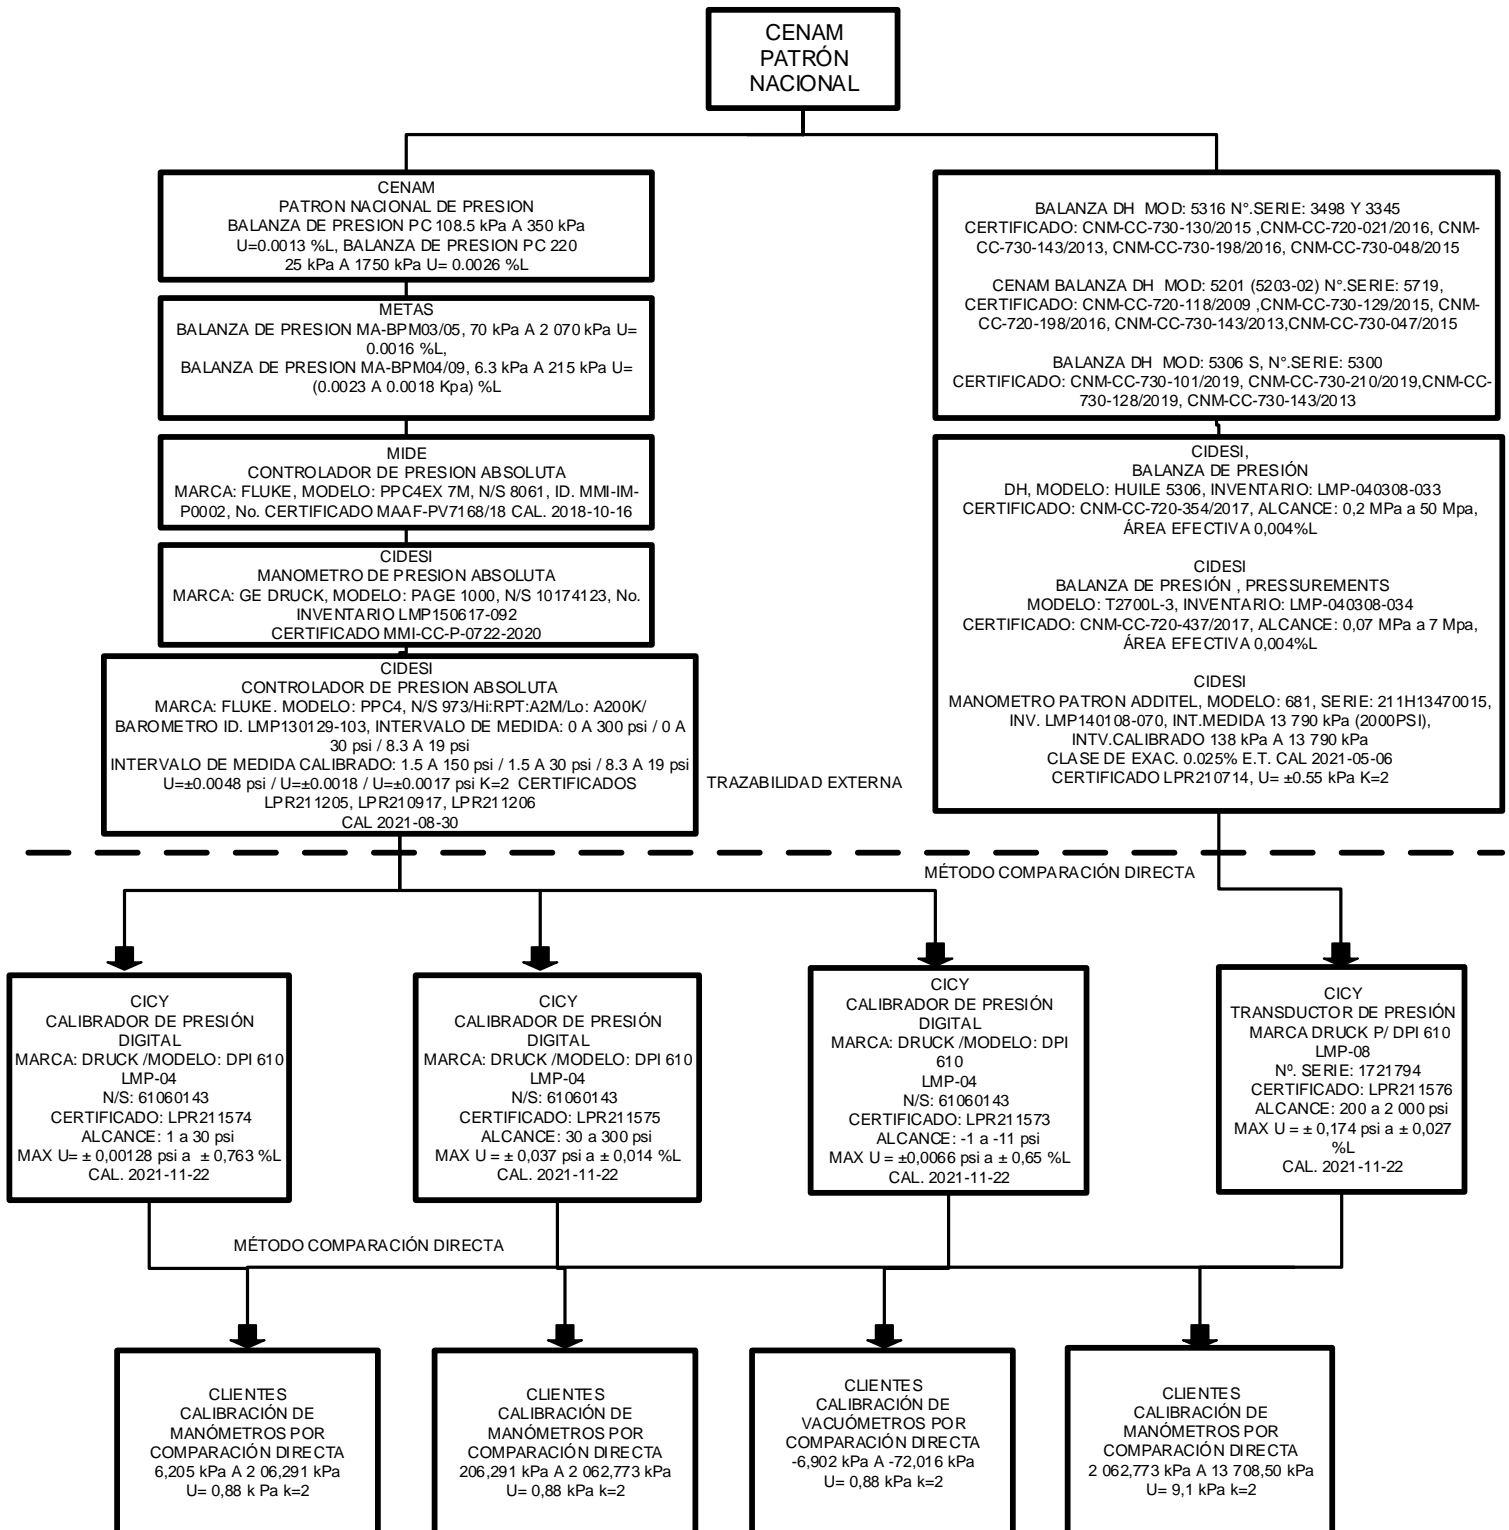 CENAM
PATRÓN
NACIONAL
CENAM
PATRON NACIONAL DE PRESION
BALANZA DE PRESION PC 108.5 kPa A 350 kPa
U=0.0013 %L, BALANZA DE PRESION PC 220
25 kPa A 1750 kPa U= 0.0026 %L
METAS
BALANZA DE PRESION MA-BPM03/05, 70 kPa A 2 070 kPa U=
0.0016 %L,
BALANZA DE PRESION MA-BPM04/09, 6.3 kPa A 215 kPa U=
(0.0023 A 0.0018 Kpa) %L
MIDE
CONTROLADOR DE PRESION ABSOLUTA
MARCA: FLUKE, MODELO: PPC4EX 7M, N/S 8061, ID. MMI-IM-
P0002, No. CERTIFICADO MAAF-PV7168/18 CAL. 2018-10-16
CIDESI
MANOMETRO DE PRESION ABSOLUTA
MARCA: GE DRUCK, MODELO: PAGE 1000, N/S 10174123, No.
INVENTARIO LMP150617-092
CERTIFICADO MMI-CC-P-0722-2020
CIDESI
CONTROLADOR DE PRESION ABSOLUTA
MARCA: FLUKE. MODELO: PPC4, N/S 973/Hi:RPT:A2M/Lo: A200K/
BAROMETRO ID. LMP130129-103, INTERVALO DE MEDIDA: 0 A 300 psi / 0 A
30 psi / 8.3 A 19 psi
INTERVALO DE MEDIDA CALIBRADO: 1.5 A 150 psi / 1.5 A 30 psi / 8.3 A 19 psi
U=±0.0048 psi / U=±0.0018 / U=±0.0017 psi K=2 CERTIFICADOS
LPR211205, LPR210917, LPR211206
CAL 2021-08-30
BALANZA DH MOD: 5316 N°.SERIE: 3498 Y 3345
CERTIFICADO: CNM-CC-730-130/2015 ,CNM-CC-720-021/2016, CNM-
CC-730-143/2013, CNM-CC-730-198/2016, CNM-CC-730-048/2015
CENAM BALANZA DH MOD: 5201 (5203-02) N°.SERIE: 5719,
CERTIFICADO: CNM-CC-720-118/2009 ,CNM-CC-730-129/2015, CNM-
CC-720-198/2016, CNM-CC-730-143/2013,CNM-CC-730-047/2015
BALANZA DH MOD: 5306 S, N°.SERIE: 5300
CERTIFICADO: CNM-CC-730-101/2019, CNM-CC-730-210/2019,CNM-CC-
730-128/2019, CNM-CC-730-143/2013
CIDESI,
BALANZA DE PRESIÓN
DH, MODELO: HUILE 5306, INVENTARIO: LMP-040308-033
CERTIFICADO: CNM-CC-720-354/2017, ALCANCE: 0,2 MPa a 50 Mpa,
ÁREA EFECTIVA 0,004%L
CIDESI
BALANZA DE PRESIÓN , PRESSUREMENTS
MODELO: T2700L-3, INVENTARIO: LMP-040308-034
CERTIFICADO: CNM-CC-720-437/2017, ALCANCE: 0,07 MPa a 7 Mpa,
ÁREA EFECTIVA 0,004%L
CIDESI
MANOMETRO PATRON ADDITEL, MODELO: 681, SERIE: 211H13470015,
INV. LMP140108-070, INT.MEDIDA 13 790 kPa (2000PSI),
INTV.CALIBRADO 138 kPa A 13 790 kPa
CLASE DE EXAC. 0.025% E.T. CAL 2021-05-06
CERTIFICADO LPR210714, U= ±0.55 kPa K=2
TRAZABILIDAD EXTERNA
MÉTODO COMPARACIÓN DIRECTA
CICY
CALIBRADOR DE PRESIÓN
DIGITAL
MARCA: DRUCK /MODELO: DPI 610
LMP-04
N/S: 61060143
CERTIFICADO: LPR211574
ALCANCE: 1 a 30 psi
MAX U= ± 0,00128 psi a ± 0,763 %L
CAL. 2021-11-22
CICY
CALIBRADOR DE PRESIÓN
DIGITAL
MARCA: DRUCK /MODELO: DPI 610
LMP-04
N/S: 61060143
CERTIFICADO: LPR211575
ALCANCE: 30 a 300 psi
MAX U = ± 0,037 psi a ± 0,014 %L
CAL. 2021-11-22
CICY
CALIBRADOR DE PRESIÓN
DIGITAL
MARCA: DRUCK /MODELO: DPI
610
LMP-04
N/S: 61060143
CERTIFICADO: LPR211573
ALCANCE: -1 a -11 psi
MAX U = ±0,0066 psi a ± 0,65 %L
CAL. 2021-11-22
CICY
TRANSDUCTOR DE PRESIÓN
MARCA DRUCK P/ DPI 610
LMP-08
Nº. SERIE: 1721794
CERTIFICADO: LPR211576
ALCANCE: 200 a 2 000 psi
MAX U = ± 0,174 psi a ± 0,027
%L
CAL. 2021-11-22
MÉTODO COMPARACIÓN DIRECTA
CLIENTES
CALIBRACIÓN DE
MANÓMETROS POR
COMPARACIÓN DIRECTA
6,205 kPa A 2 06,291 kPa
U= 0,88 k Pa k=2
CLIENTES
CALIBRACIÓN DE
MANÓMETROS POR
COMPARACIÓN DIRECTA
206,291 kPa A 2 062,773 kPa
U= 0,88 kPa k=2
CLIENTES
CALIBRACIÓN DE
VACUÓMETROS POR
COMPARACIÓN DIRECTA
-6,902 kPa A -72,016 kPa
U= 0,88 kPa k=2
CLIENTES
CALIBRACIÓN DE
MANÓMETROS POR
COMPARACIÓN DIRECTA
2 062,773 kPa A 13 708,50 kPa
U= 9,1 kPa k=2